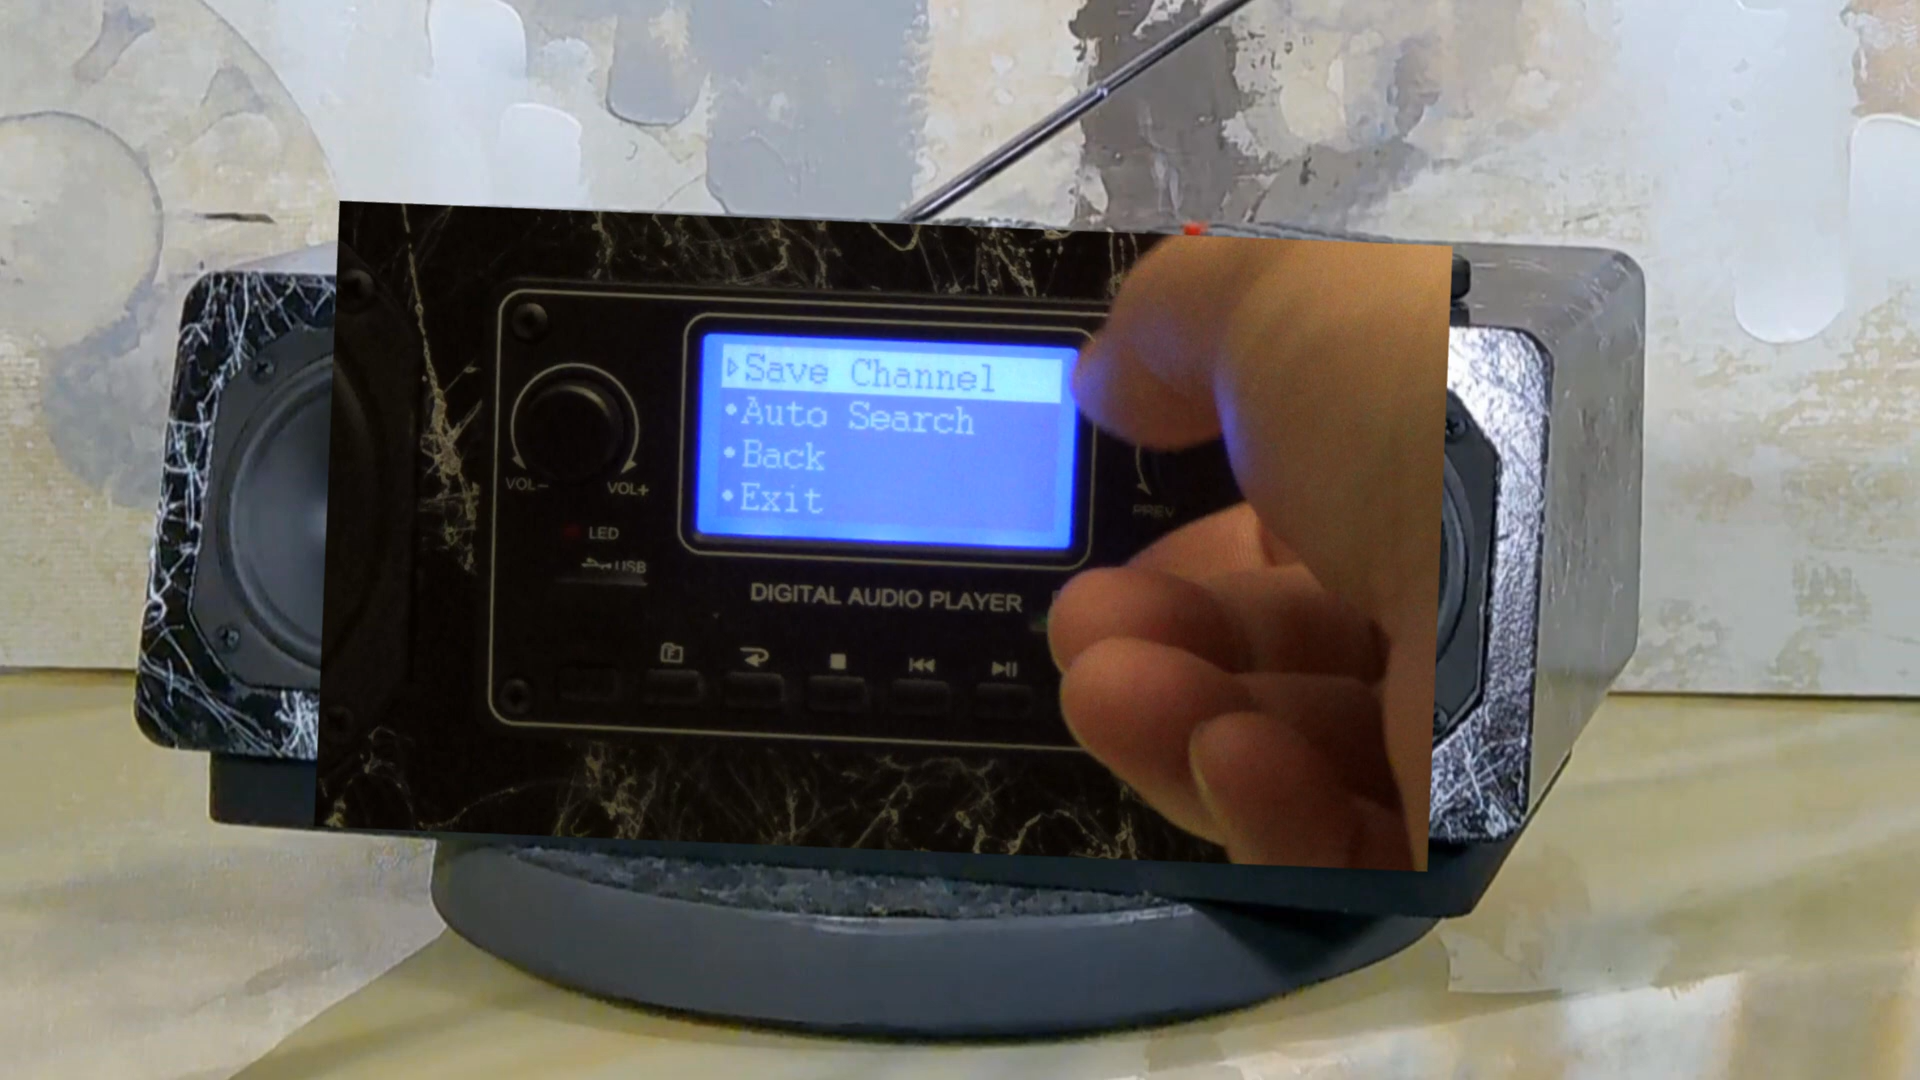 Save Channel
Auto Search
Back
Exit
VOL-
VOL+
PREV
LED
USB
DIGITAL AUDIO PLAYER